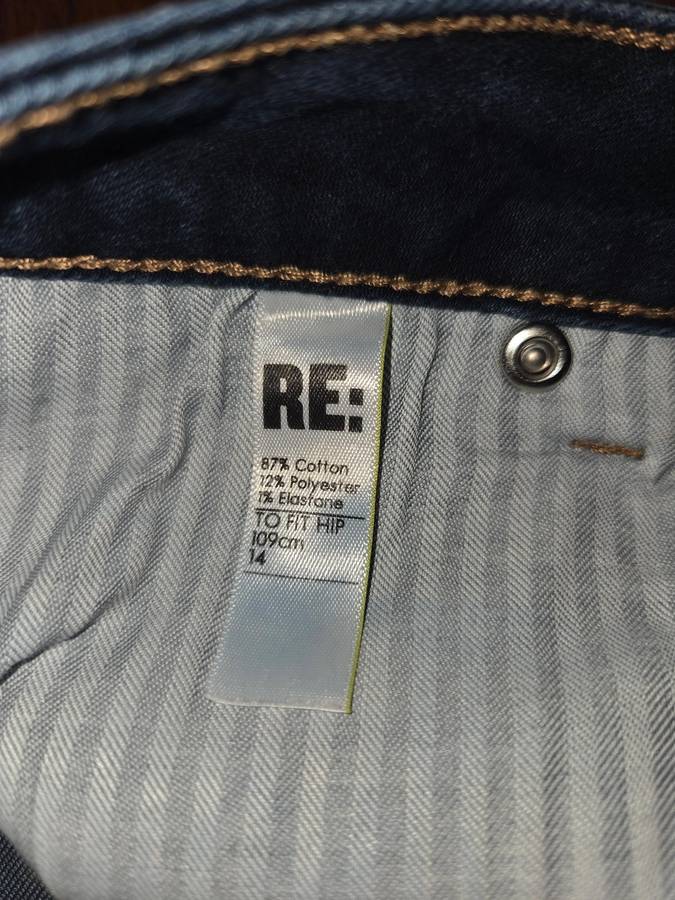 RE:
87% Cotton
12% Polyester
1% Elastane
TO FIT HIP
109cm
14